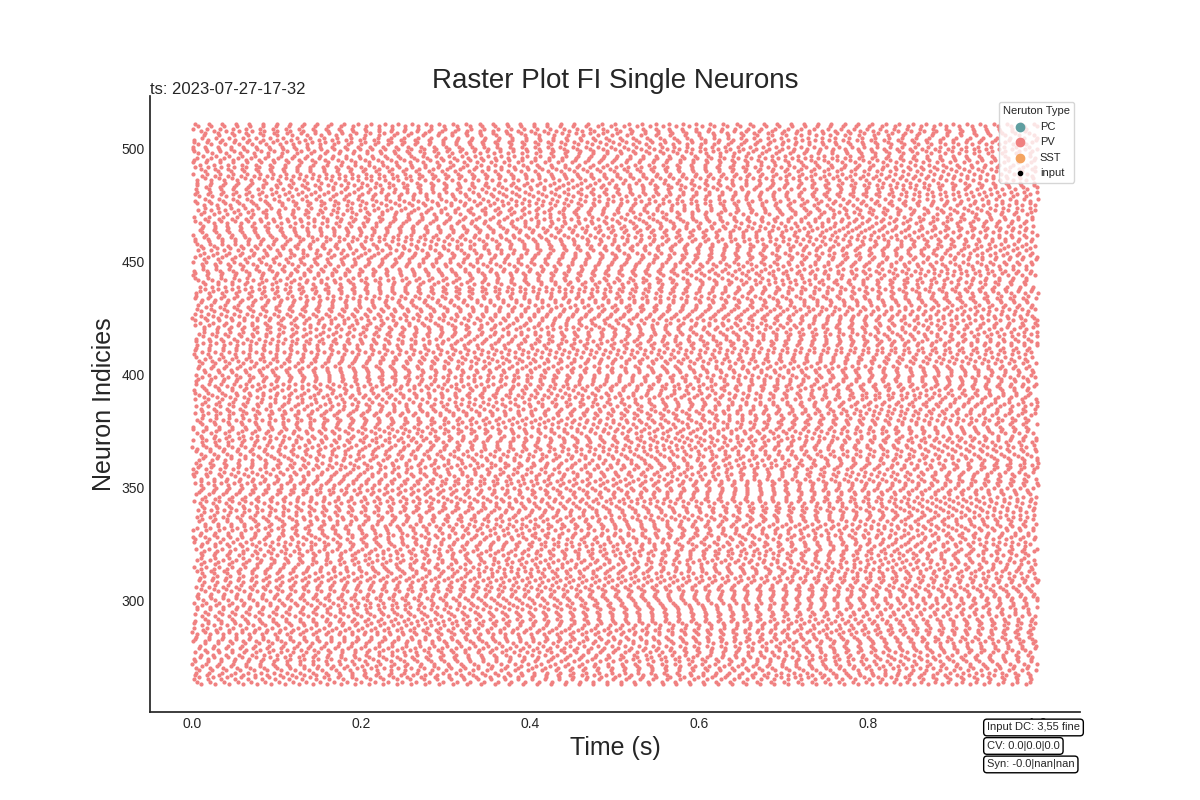 Raster Plot FI Single Neurons
ts: 2023-07-27-17-32
Neruton Type
PC
PV
SST
input
500
450
400
350
300
Neuron Indicies
0.0
0.2
0.4
0.6
0.8
Time (s)
Input DC: 3,55 fine
CV: 0.0|0.0|0.0
Syn: -0.0|nan|nan